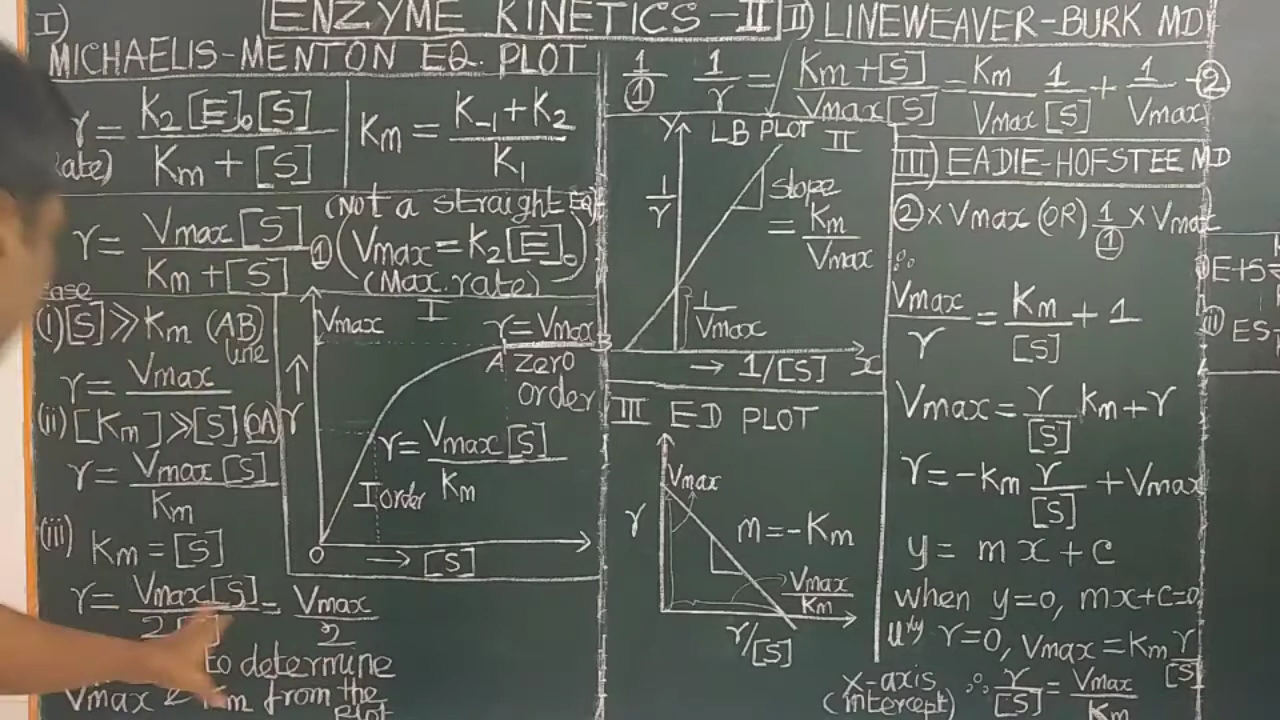 ENZYME KINETICS-II
I)
MICHAELIS-MENTON EQ. PLOT
r = K2[E]₀[S] / Km + [S]
Km = K-1 + K2 / K1
(Not a straight Eq)
r = Vmax[S] / Km + [S] ①
(Vmax = K2[E]₀)
(Max. rate)
(i) [S] ≫ Km (AB) line
r = Vmax
(ii) [Km] ≫ [S] (OA)
r = Vmax[S] / Km
(iii) Km = [S]
r = Vmax[S] / 2[S] = Vmax / 2
to determine
Vmax & Km from the
Plot
I
Vmax
r = Vmax
A zero B
order
r
r = Vmax[S] / Km
I order
O → [S]
II) LINEWEAVER-BURK MD
1/① 1/r = Km+[S] / Vmax[S] = Km/Vmax 1/[S] + 1/Vmax -②
Y LB PLOT II
1/r
slope
= Km / Vmax
1/Vmax
→ 1/[S] x
III ED PLOT
Vmax
r
m = -Km
Vmax / Km
r/[S]
III) EADIE-HOFSTEE MD
② × Vmax (OR) 1/① × Vmax
∴
Vmax / r = Km / [S] + 1
Vmax = r/[S] Km + r
r = -Km r/[S] + Vmax
y = mx + c
when y=0, mx+c=0
|||ly r=0, Vmax = Km r/[S]
x-axis
(intercept) ∴ r/[S] = Vmax / Km
E+S
ES